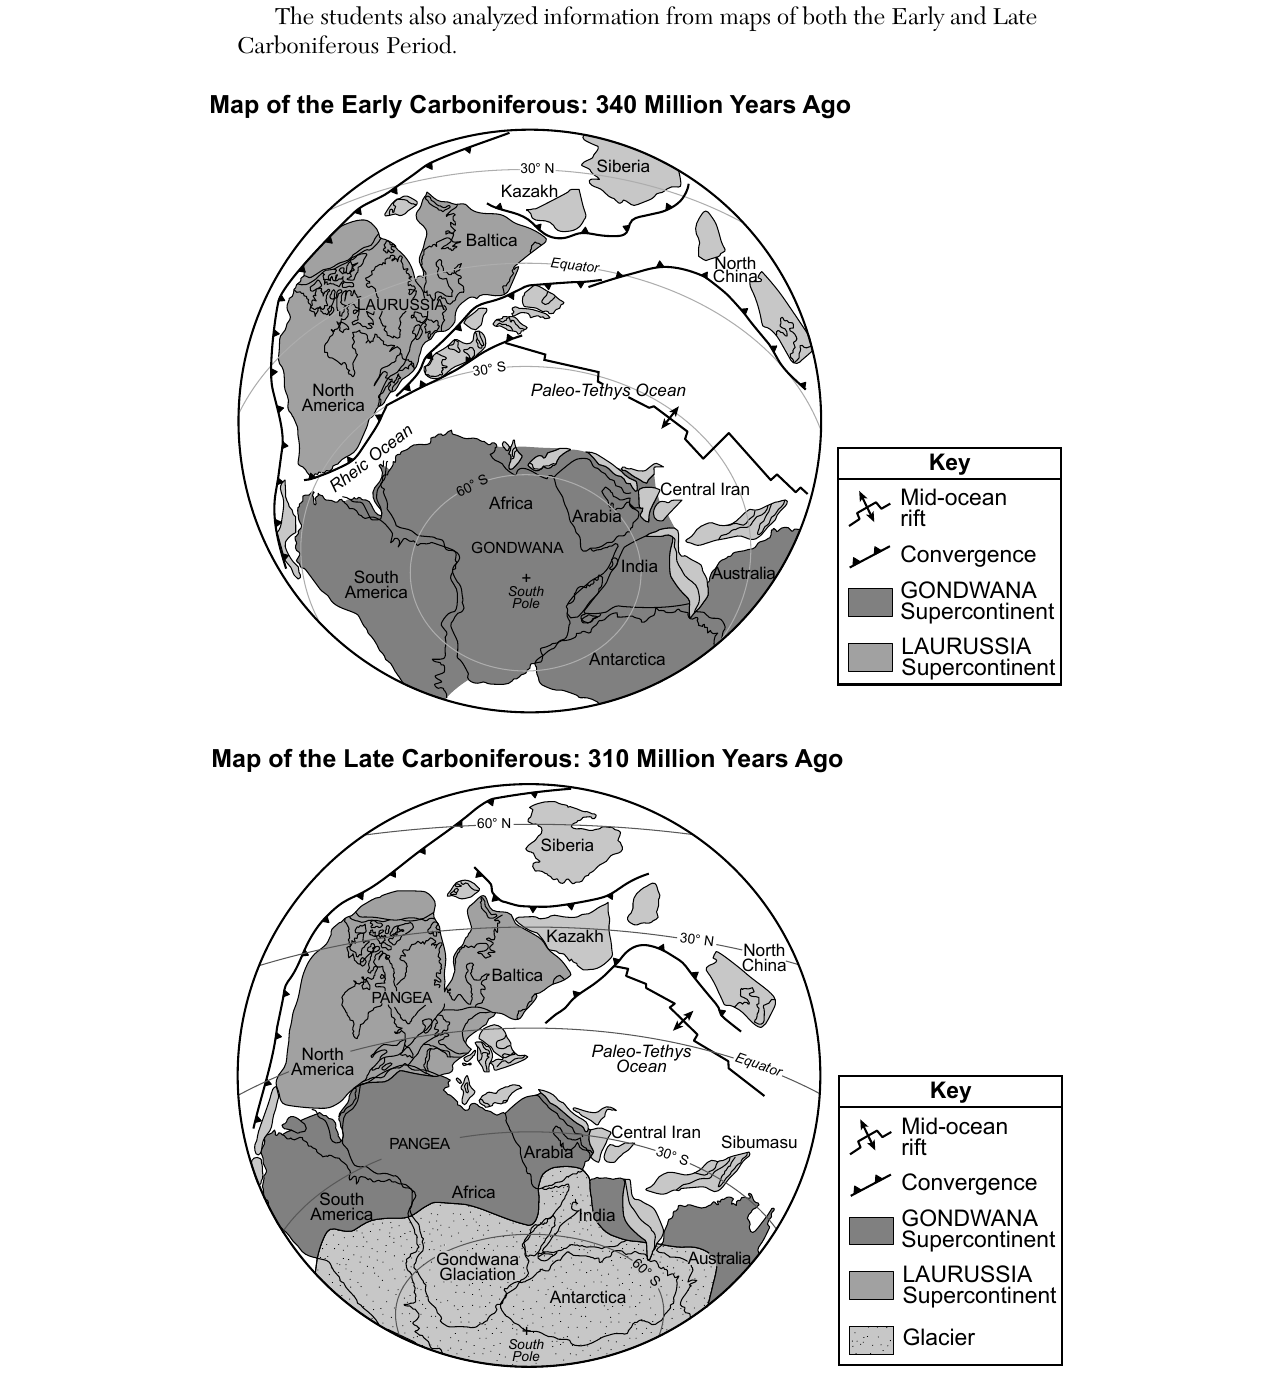 The students also analyzed information from maps of both the Early and Late
Carboniferous Period.
Map of the Early Carboniferous: 340 Million Years Ago
30° N
Siberia
Kazakh
Baltica
Equator
North
China
LAURUSSIA
30° S
North
America
Paleo-Tethys Ocean
Rheic Ocean
60° S
Africa
Central Iran
Arabia
GONDWANA
India
Australia
South
America
+
South
Pole
Antarctica
Key
Mid-ocean
rift
Convergence
GONDWANA
Supercontinent
LAURUSSIA
Supercontinent
Map of the Late Carboniferous: 310 Million Years Ago
60° N
Siberia
Kazakh
30° N
North
China
Baltica
PANGEA
North
America
Paleo-Tethys
Ocean
Equator
PANGEA
Central Iran
Sibumasu
Arabia
30° S
Africa
South
America
India
Gondwana
Glaciation
Australia
60° S
Antarctica
+
South
Pole
Key
Mid-ocean
rift
Convergence
GONDWANA
Supercontinent
LAURUSSIA
Supercontinent
Glacier